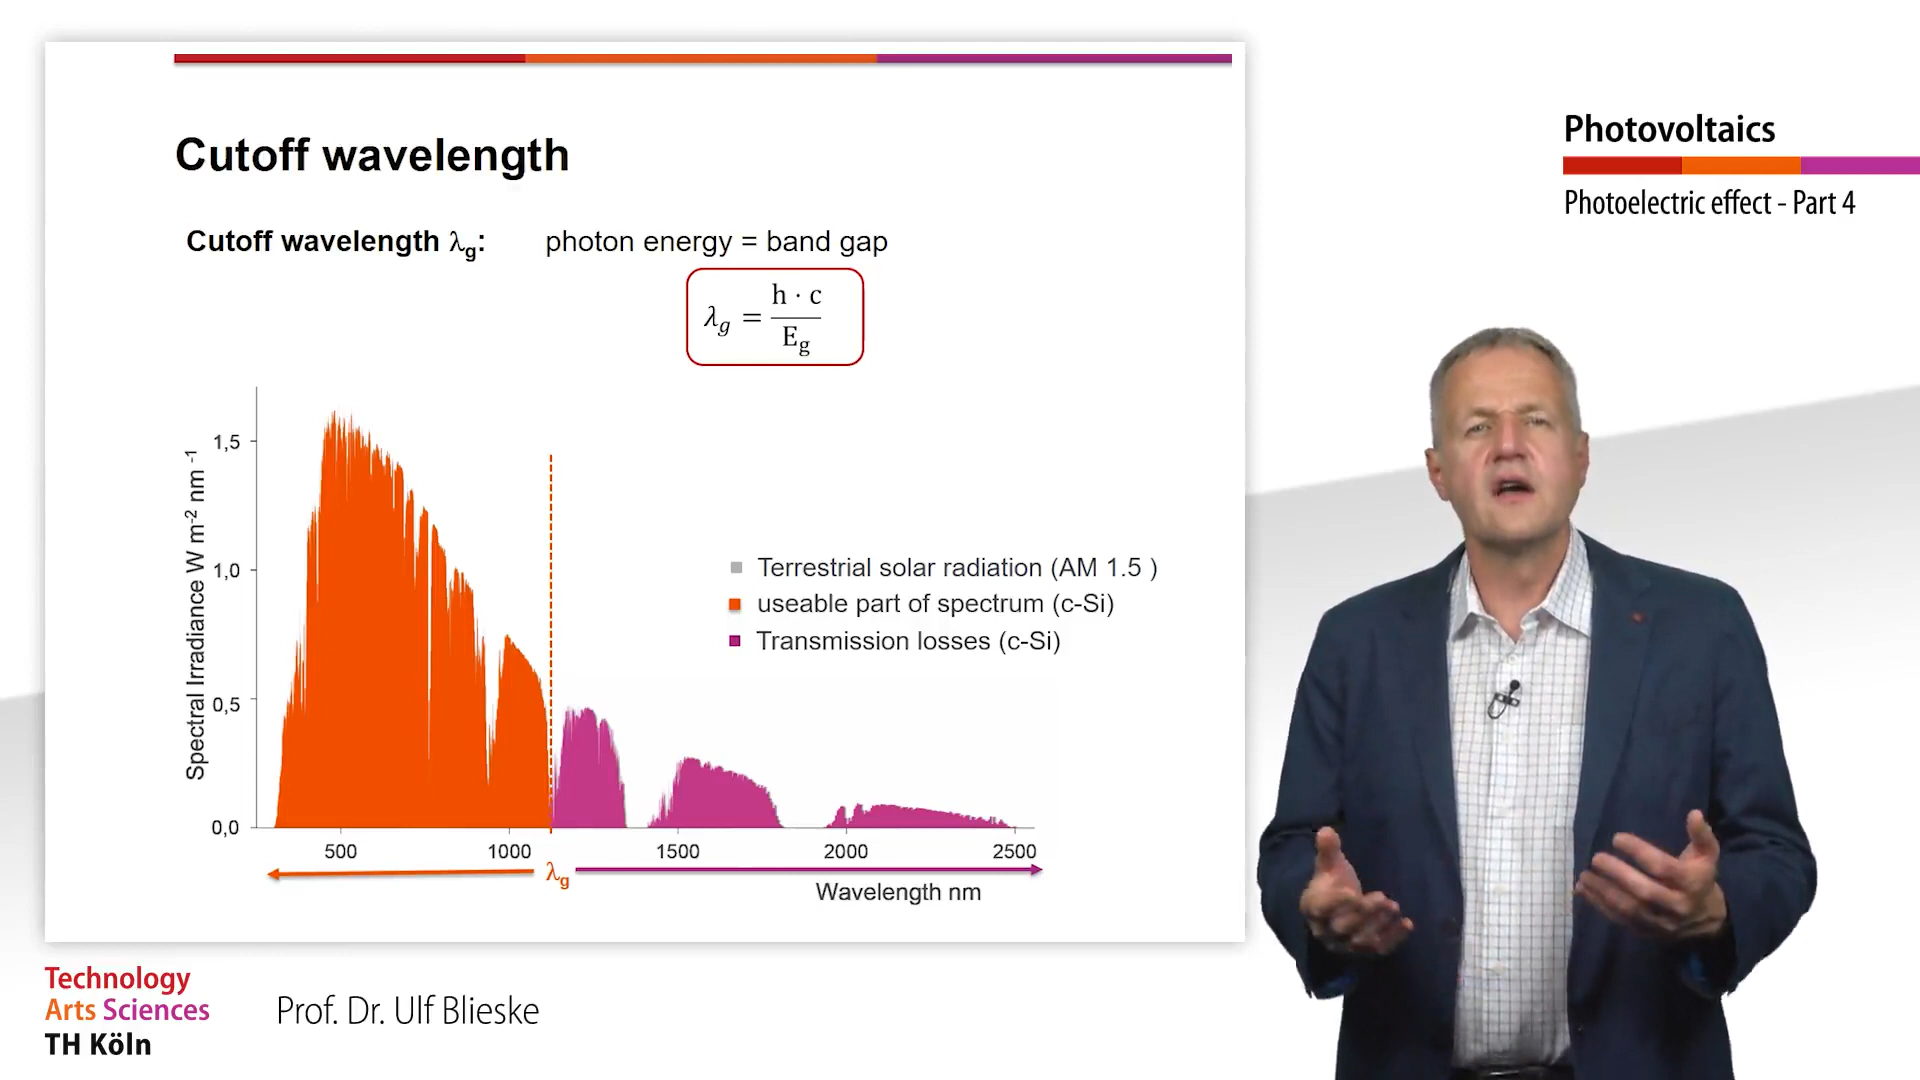 Cutoff wavelength
Cutoff wavelength λg: photon energy = band gap
λg = h · c / Eg
Spectral Irradiance W m-2 nm -1
1,5
1,0
0,5
0,0
Terrestrial solar radiation (AM 1.5 )
useable part of spectrum (c-Si)
Transmission losses (c-Si)
500 1000 1500 2000 2500
λg
Wavelength nm
Photovoltaics
Photoelectric effect - Part 4
Technology
Arts Sciences
TH Köln
Prof. Dr. Ulf Blieske